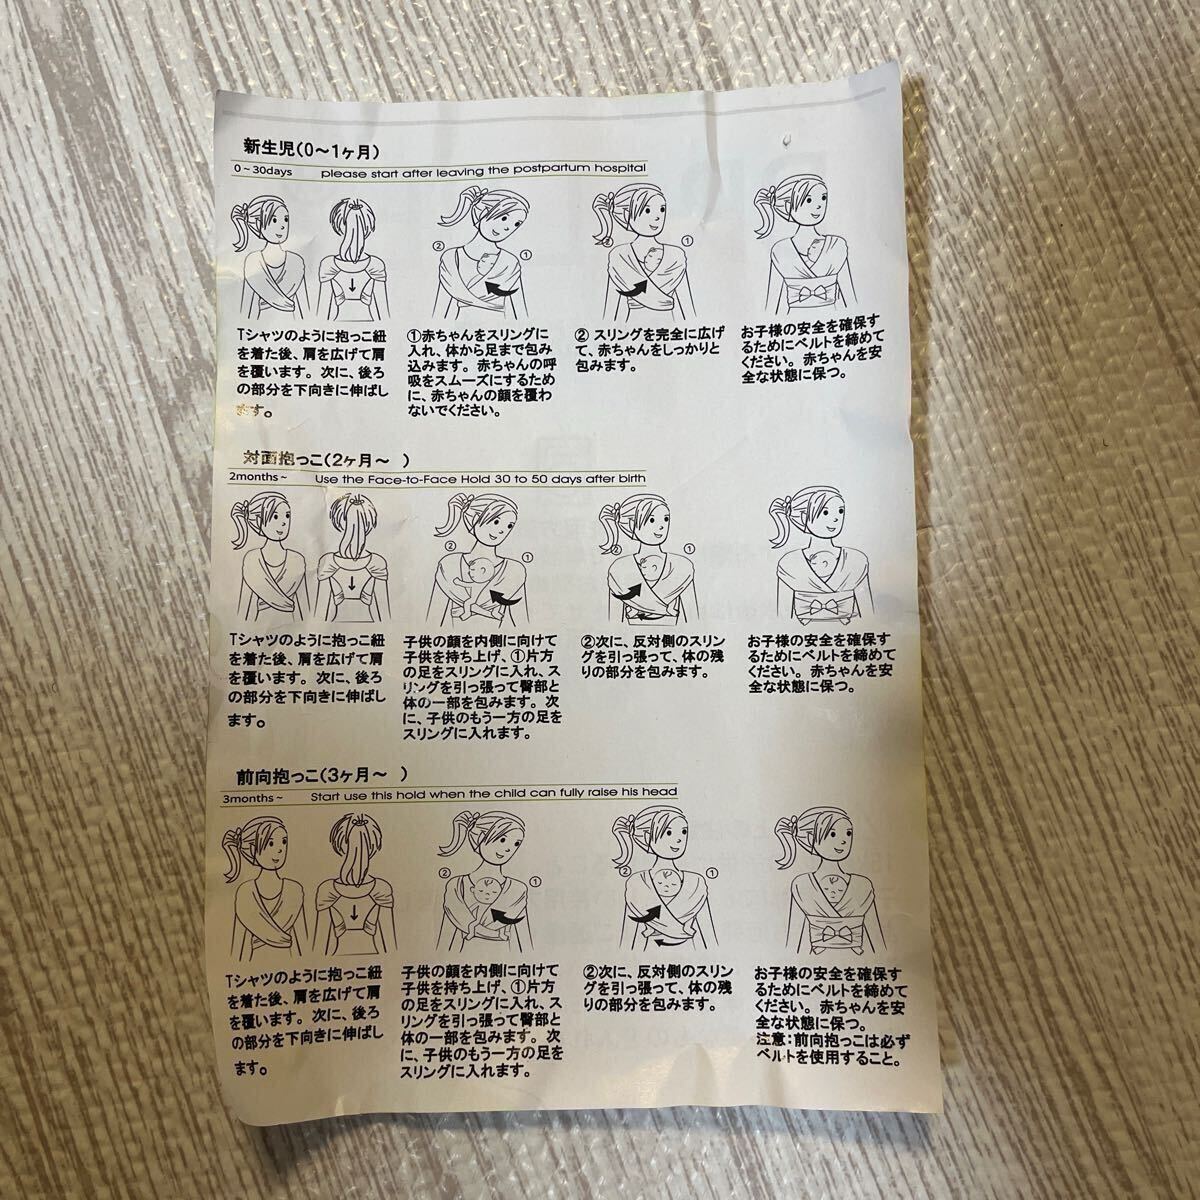 新生児(0～1ヶ月)
0~30days please start after leaving the postpartum hospital
② ① ② ①
Tシャツのように抱っこ紐
を着た後、肩を広げて肩
を覆います。次に、後ろ
の部分を下向きに伸ばし
ます。
①赤ちゃんをスリングに
入れ、体から足まで包み
込みます。赤ちゃんの呼
吸をスムーズにするため
に、赤ちゃんの顔を覆わ
ないでください。
② スリングを完全に広げ
て、赤ちゃんをしっかりと
包みます。
お子様の安全を確保す
るためにベルトを締めて
ください。赤ちゃんを安
全な状態に保つ。
対面抱っこ(2ヶ月～ )
2months~ Use the Face-to-Face Hold 30 to 50 days after birth
② ① ② ①
Tシャツのように抱っこ紐
を着た後、肩を広げて肩
を覆います。次に、後ろ
の部分を下向きに伸ばし
ます。
子供の顔を内側に向けて
子供を持ち上げ、①片方
の足をスリングに入れ、ス
リングを引っ張って臀部と
体の一部を包みます。次
に、子供のもう一方の足を
スリングに入れます。
②次に、反対側のスリン
グを引っ張って、体の残
りの部分を包みます。
お子様の安全を確保す
るためにベルトを締めて
ください。赤ちゃんを安
全な状態に保つ。
前向抱っこ(3ヶ月～ )
3months~ Start use this hold when the child can fully raise his head
② ① ② ①
Tシャツのように抱っこ紐
を着た後、肩を広げて肩
を覆います。次に、後ろ
の部分を下向きに伸ばし
ます。
子供の顔を内側に向けて
子供を持ち上げ、①片方
の足をスリングに入れ、ス
リングを引っ張って臀部と
体の一部を包みます。次
に、子供のもう一方の足を
スリングに入れます。
②次に、反対側のスリン
グを引っ張って、体の残
りの部分を包みます。
お子様の安全を確保す
るためにベルトを締めて
ください。赤ちゃんを安
全な状態に保つ。
注意:前向抱っこは必ず
ベルトを使用すること。